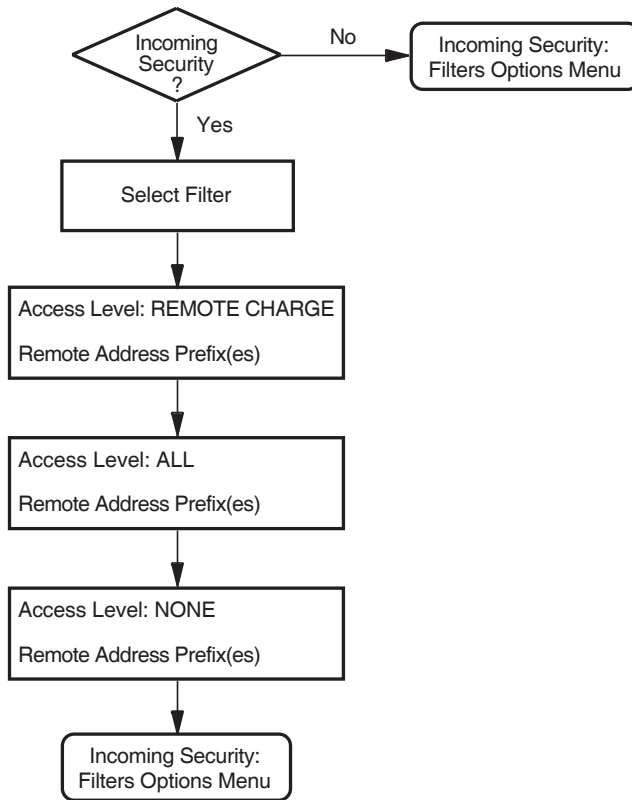 Incoming
Security
?
No
Incoming Security:
Filters Options Menu
Yes
Select Filter
Access Level: REMOTE CHARGE
Remote Address Prefix(es)
Access Level: ALL
Remote Address Prefix(es)
Access Level: NONE
Remote Address Prefix(es)
Incoming Security:
Filters Options Menu